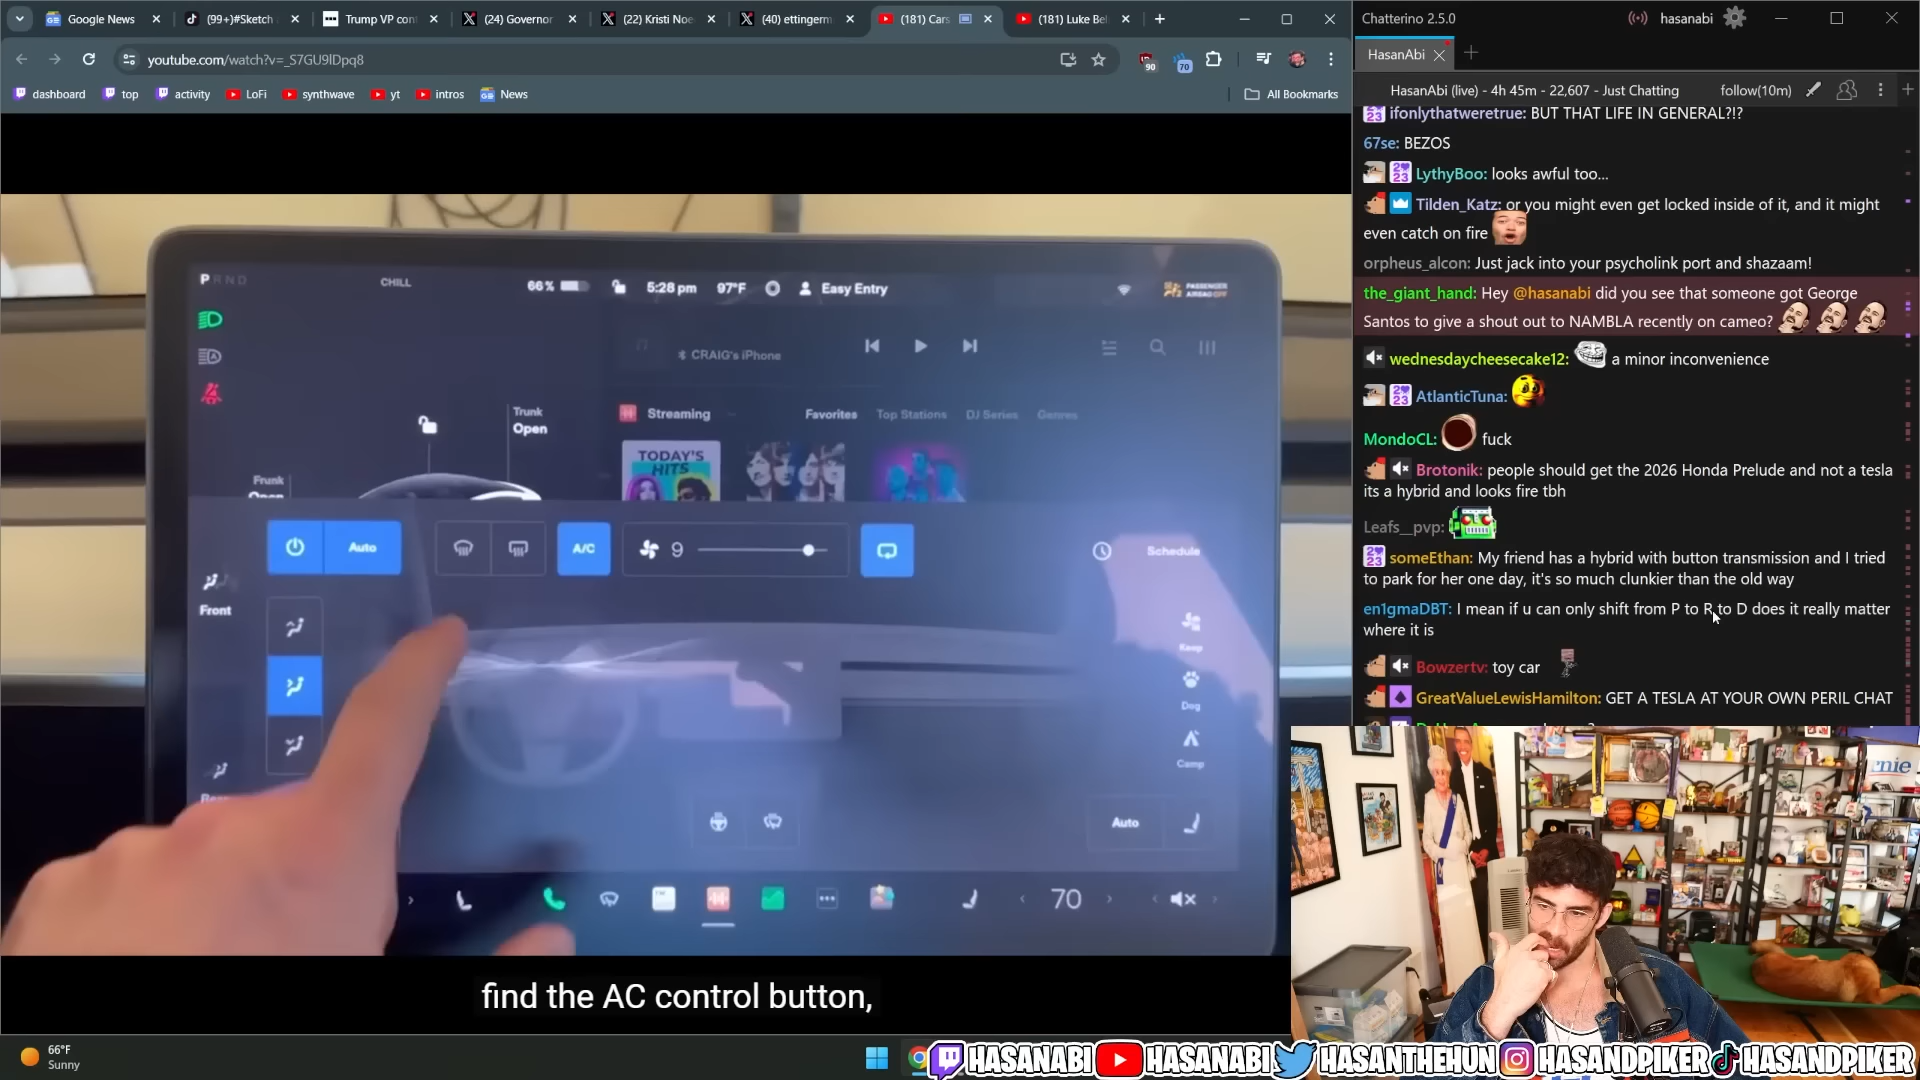 Google News
(99+)#Sketch
Trump VP con
(24) Governor
(22) Kristi Noe
(40) ettingerm
(181) Cars
(181) Luke Bel
youtube.com/watch?v=_S7GU9lDpq8
90
70
dashboard
top
activity
LoFi
synthwave
yt
intros
News
All Bookmarks
PRND
CHILL
66%
5:28 pm
97°F
Easy Entry
PASSENGER
AIRBAG OFF
CRAIG's iPhone
Trunk
Open
Streaming
Favorites
Top Stations
DJ Series
Genres
TODAY'S
HITS
Frunk
Open
Auto
A/C
9
Schedule
Front
Keep
Dog
Camp
Auto
70
find the AC control button,
Chatterino 2.5.0
hasanabi
HasanAbi
HasanAbi (live) - 4h 45m - 22,607 - Just Chatting
follow(10m)
ifonlythatweretrue: BUT THAT LIFE IN GENERAL?!?
67se: BEZOS
LythyBoo: looks awful too...
Tilden_Katz: or you might even get locked inside of it, and it might
even catch on fire
orpheus_alcon: Just jack into your psycholink port and shazaam!
the_giant_hand: Hey @hasanabi did you see that someone got George
Santos to give a shout out to NAMBLA recently on cameo?
wednesdaycheesecake12: a minor inconvenience
AtlanticTuna:
MondoCL: fuck
Brotonik: people should get the 2026 Honda Prelude and not a tesla
its a hybrid and looks fire tbh
Leafs__pvp:
someEthan: My friend has a hybrid with button transmission and I tried
to park for her one day, it's so much clunkier than the old way
en1gmaDBT: I mean if u can only shift from P to R to D does it really matter
where it is
Bowzertv: toy car
GreatValueLewisHamilton: GET A TESLA AT YOUR OWN PERIL CHAT
rnie
66°F
Sunny
HASANABI
HASANABI
HASANTHEHUN
HASANDPIKER
HASANDPIKER